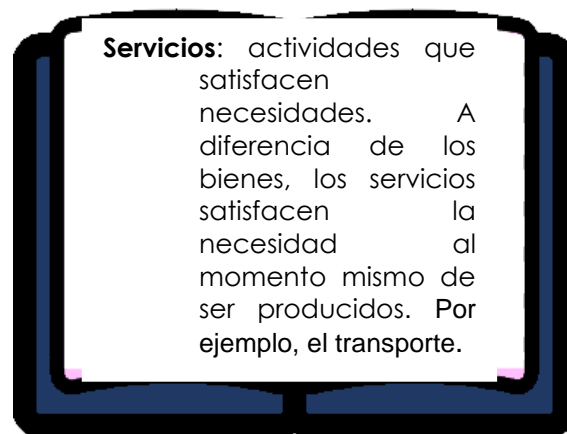 Servicios: actividades que
satisfacen
necesidades. A
diferencia de los
bienes, los servicios
satisfacen la
necesidad al
momento mismo de
ser producidos. Por
ejemplo, el transporte.